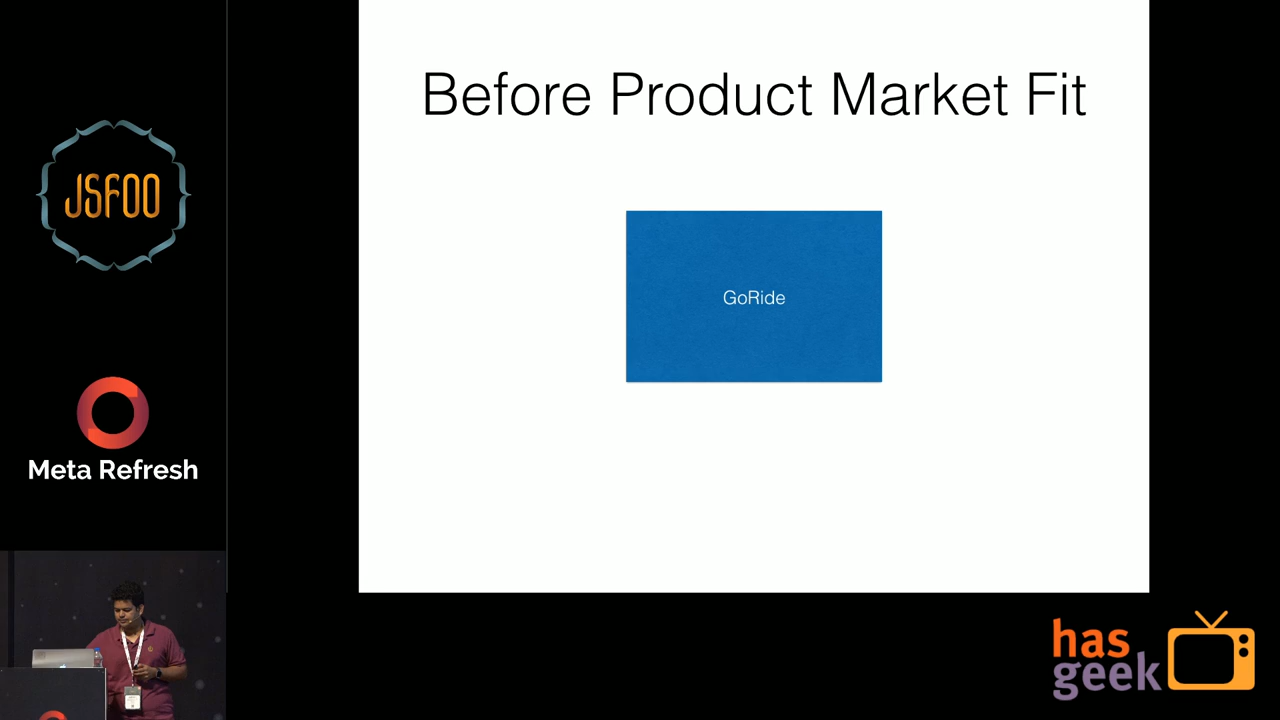 Before Product Market Fit
JSFOO
GoRide
Meta Refresh
has
geek